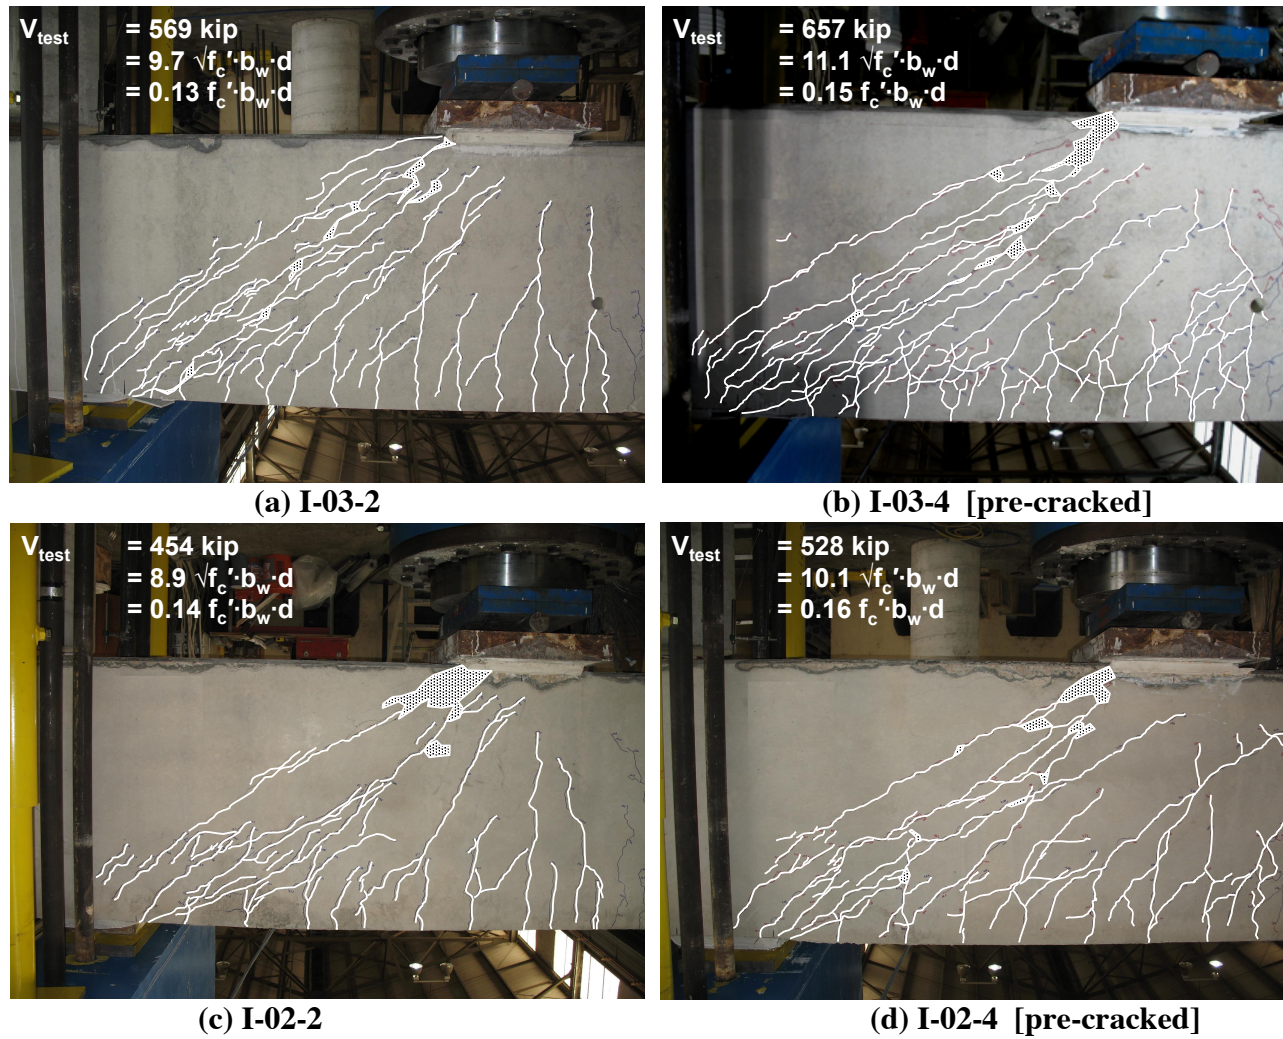 V_test = 569 kip
= 9.7 √f_c′·b_w·d
= 0.13 f_c′·b_w·d
V_test = 657 kip
= 11.1 √f_c′·b_w·d
= 0.15 f_c′·b_w·d
(a) I-03-2
(b) I-03-4 [pre-cracked]
V_test = 454 kip
= 8.9 √f_c′·b_w·d
= 0.14 f_c′·b_w·d
V_test = 528 kip
= 10.1 √f_c′·b_w·d
= 0.16 f_c′·b_w·d
(c) I-02-2
(d) I-02-4 [pre-cracked]